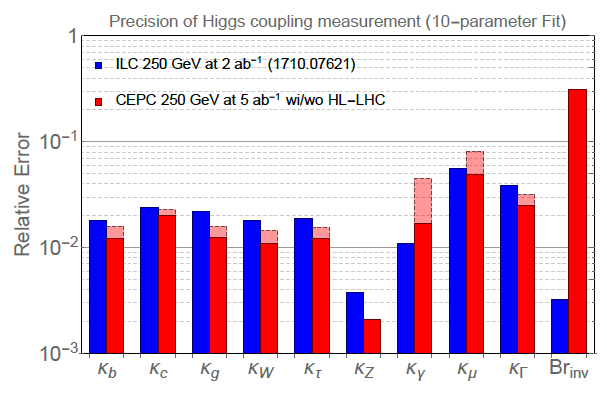 Precision of Higgs coupling measurement (10−parameter Fit)
1
ILC 250 GeV at 2 ab⁻¹ (1710.07621)
CEPC 250 GeV at 5 ab⁻¹ wi/wo HL−LHC
10⁻¹
Relative Error
10⁻²
10⁻³
κb κc κg κW κτ κZ κγ κμ κΓ Brinv